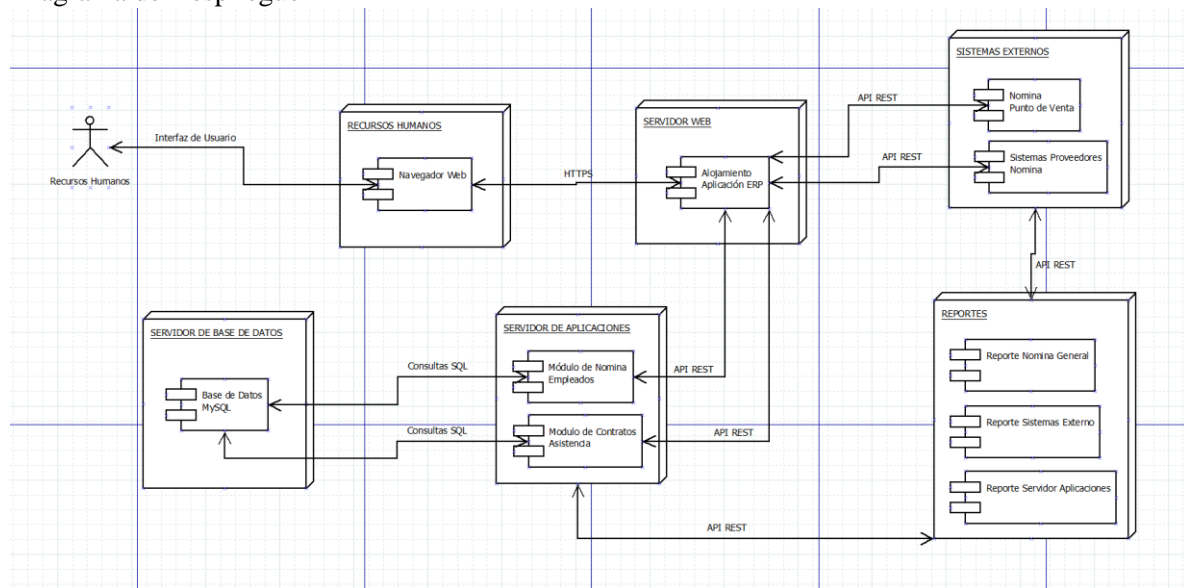 SISTEMAS EXTERNOS
Nomina
Punto de Venta
Sistemas Proveedores
Nomina
API REST
API REST
RECURSOS HUMANOS
Navegador Web
SERVIDOR WEB
Alojamiento
Aplicación ERP
Interfaz de Usuario
HTTPS
Recursos Humanos
API REST
SERVIDOR DE BASE DE DATOS
Base de Datos
MySQL
SERVIDOR DE APLICACIONES
Módulo de Nomina
Empleados
Modulo de Contratos
Asistencia
Consultas SQL
Consultas SQL
API REST
API REST
REPORTES
Reporte Nomina General
Reporte Sistemas Externo
Reporte Servidor Aplicaciones
API REST